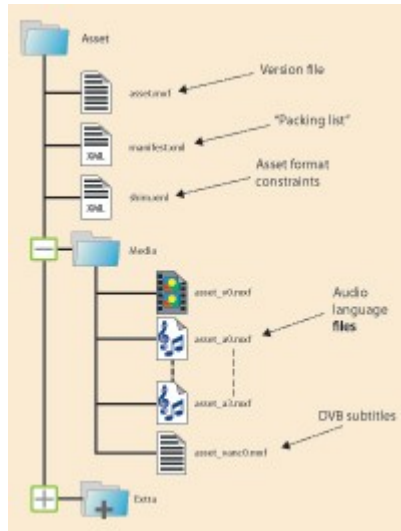 Asset
Version file
asset.mxf
"Packing list"
manifest.xml
XML
Asset format
constraints
shim.xml
XML
Media
asset_v0.mxf
Audio
language
files
asset_a0.mxf
asset_a3.mxf
DVB subtitles
asset_vanc0.mxf
Extra